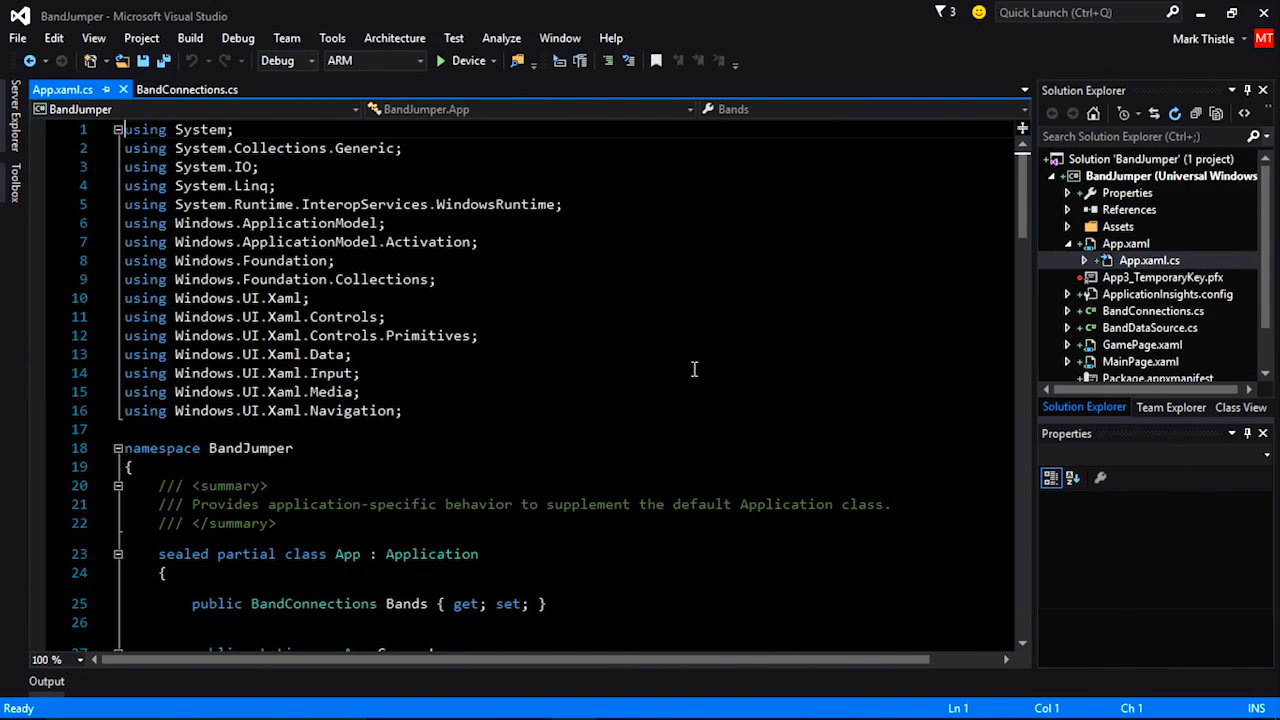 BandJumper - Microsoft Visual Studio
3
Quick Launch (Ctrl+Q)
File Edit View Project Build Debug Team Tools Architecture Test Analyze Window Help
Mark Thistle
MT
Debug ARM Device
App.xaml.cs BandConnections.cs
BandJumper BandJumper.App Bands
Server Explorer
Toolbox
1 using System;
2 using System.Collections.Generic;
3 using System.IO;
4 using System.Linq;
5 using System.Runtime.InteropServices.WindowsRuntime;
6 using Windows.ApplicationModel;
7 using Windows.ApplicationModel.Activation;
8 using Windows.Foundation;
9 using Windows.Foundation.Collections;
10 using Windows.UI.Xaml;
11 using Windows.UI.Xaml.Controls;
12 using Windows.UI.Xaml.Controls.Primitives;
13 using Windows.UI.Xaml.Data;
14 using Windows.UI.Xaml.Input;
15 using Windows.UI.Xaml.Media;
16 using Windows.UI.Xaml.Navigation;
17
18 namespace BandJumper
19 {
20 /// <summary>
21 /// Provides application-specific behavior to supplement the default Application class.
22 /// </summary>
23 sealed partial class App : Application
24 {
25 public BandConnections Bands { get; set; }
26
100 %
Output
Solution Explorer
Search Solution Explorer (Ctrl+;)
Solution 'BandJumper' (1 project)
BandJumper (Universal Windows
Properties
References
Assets
App.xaml
App.xaml.cs
App3_TemporaryKey.pfx
ApplicationInsights.config
BandConnections.cs
BandDataSource.cs
GamePage.xaml
MainPage.xaml
Package.appxmanifest
Solution Explorer Team Explorer Class View
Properties
Ready Ln 1 Col 1 Ch 1 INS